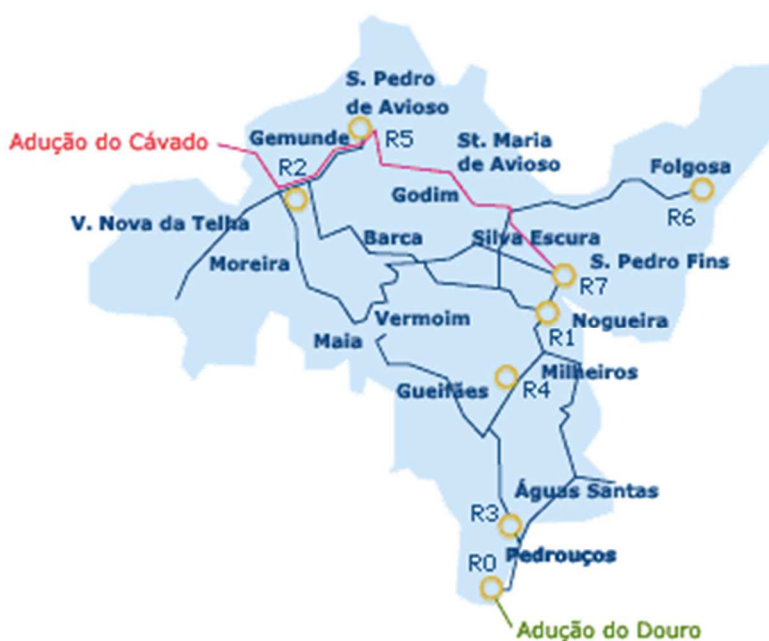 S. Pedro
de Avioso
Adução do Cávado
Gemunde
R5
St. Maria
de Avioso
R2
Folgosa
Godim
R6
V. Nova da Telha
Barca
Silva Escura
Moreira
S. Pedro Fins
R7
Vermoim
Nogueira
R1
Maia
Milheiros
Gueifães
R4
Águas Santas
R3
Pedrouços
R0
Adução do Douro